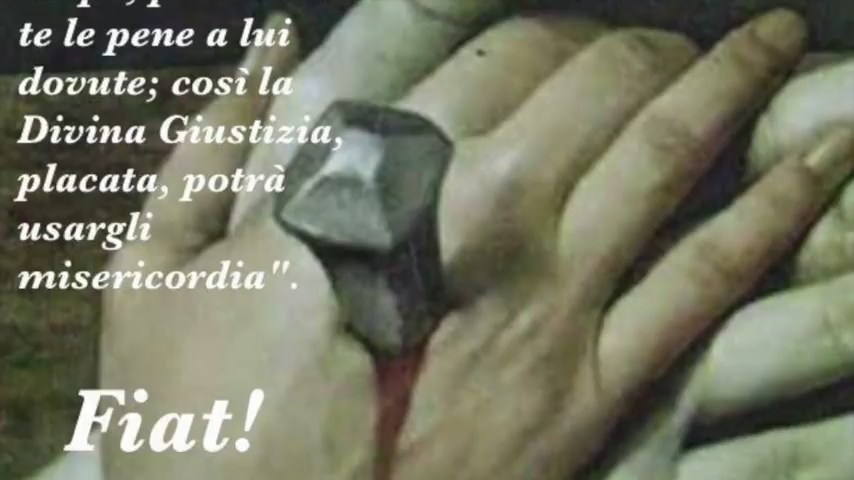 te le pene a lui
dovute; così la
Divina Giustizia,
placata, potrà
usargli
misericordia".
Fiat!